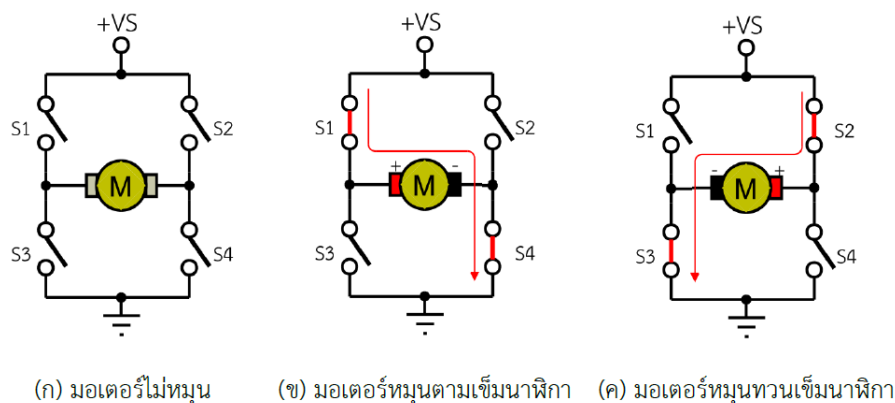 +VS
S1
S2
M
S3
S4
+VS
S1
S2
+ M -
S3
S4
+VS
S1
S2
- M +
S3
S4
(ก) มอเตอร์ไม่หมุน
(ข) มอเตอร์หมุนตามเข็มนาฬิกา
(ค) มอเตอร์หมุนทวนเข็มนาฬิกา